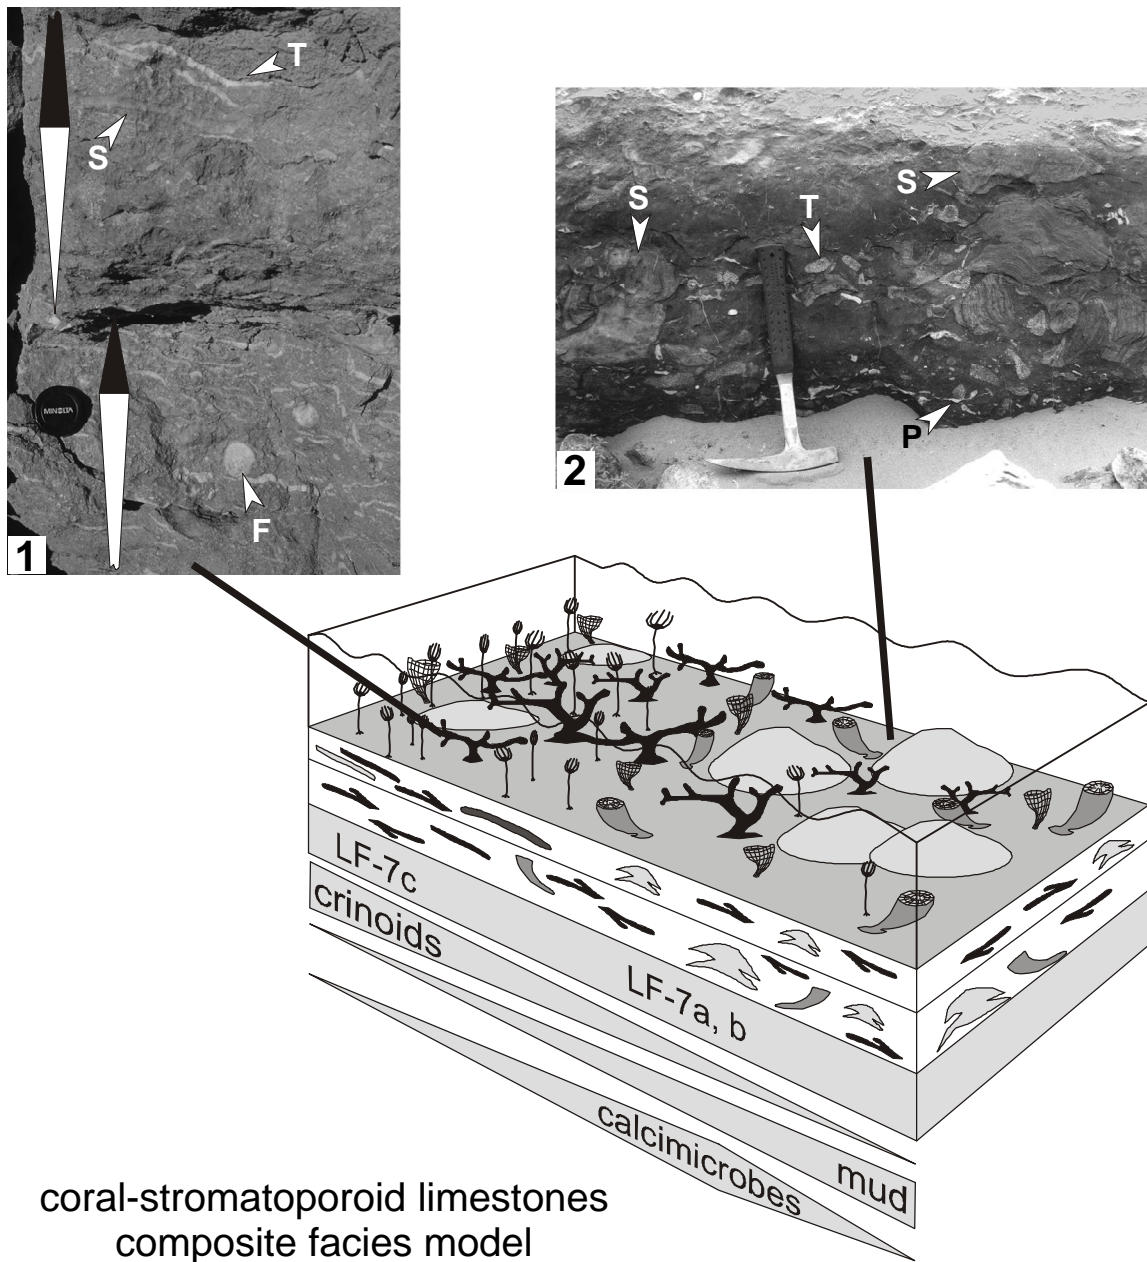 T
S
MINOLTA
F
1
S
S
T
P
2
LF-7c
crinoids
LF-7a, b
calcimicrobes
mud
coral-stromatoporoid limestones
composite facies model